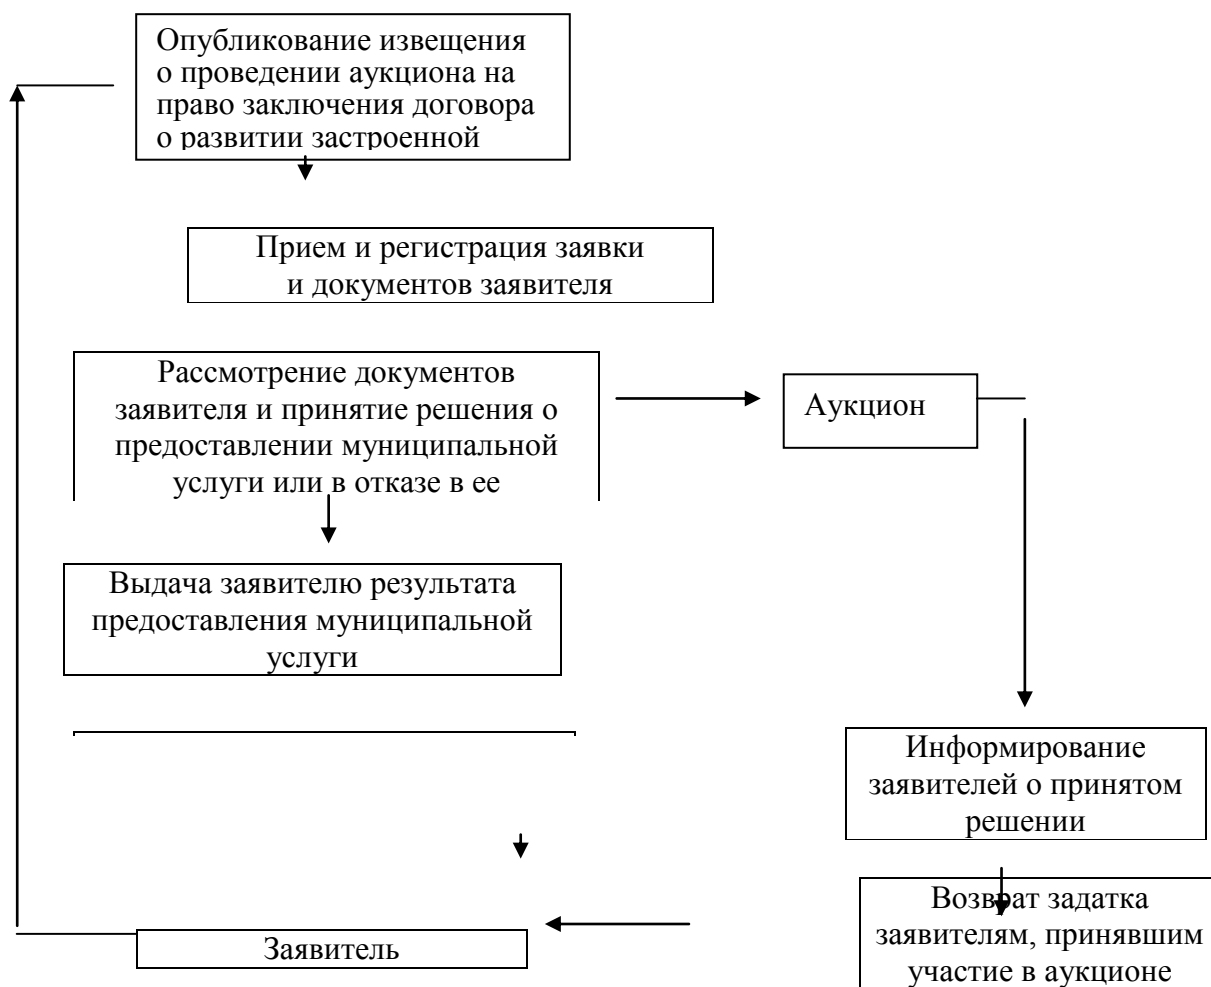 Опубликование извещения
о проведении аукциона на
право заключения договора
о развитии застроенной
Прием и регистрация заявки
и документов заявителя
Рассмотрение документов
заявителя и принятие решения о
предоставлении муниципальной
услуги или в отказе в ее
Аукцион
Выдача заявителю результата
предоставления муниципальной
услуги
Информирование
заявителей о принятом
решении
Возврат задатка
заявителям, принявшим
участие в аукционе
Заявитель